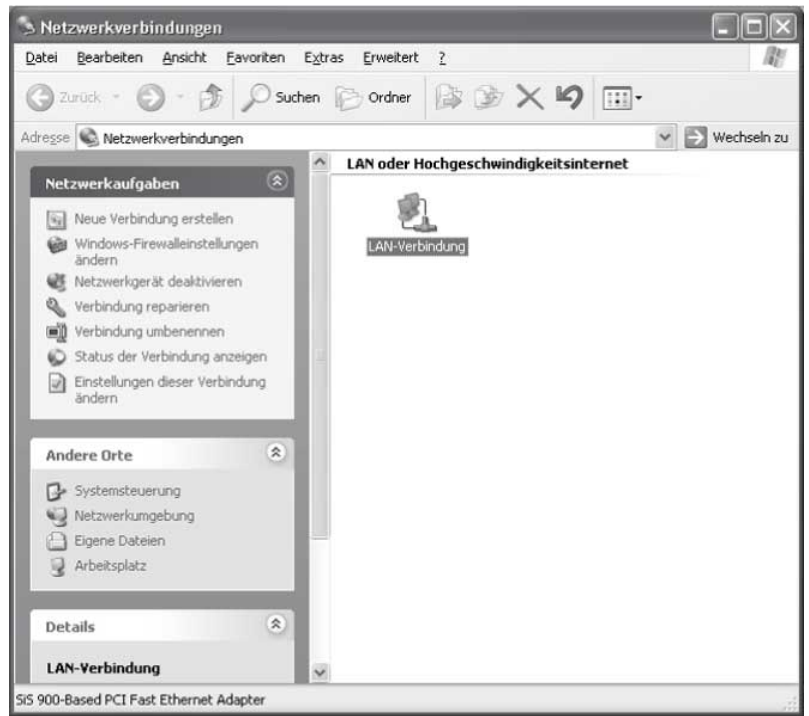 Netzwerkverbindungen
Datei Bearbeiten Ansicht Favoriten Extras Erweitert ?
Zurück Suchen Ordner
Adresse Netzwerkverbindungen Wechseln zu
Netzwerkaufgaben
Neue Verbindung erstellen
Windows-Firewalleinstellungen
ändern
Netzwerkgerät deaktivieren
Verbindung reparieren
Verbindung umbenennen
Status der Verbindung anzeigen
Einstellungen dieser Verbindung
ändern
Andere Orte
Systemsteuerung
Netzwerkumgebung
Eigene Dateien
Arbeitsplatz
Details
LAN-Verbindung
LAN oder Hochgeschwindigkeitsinternet
LAN-Verbindung
SiS 900-Based PCI Fast Ethernet Adapter